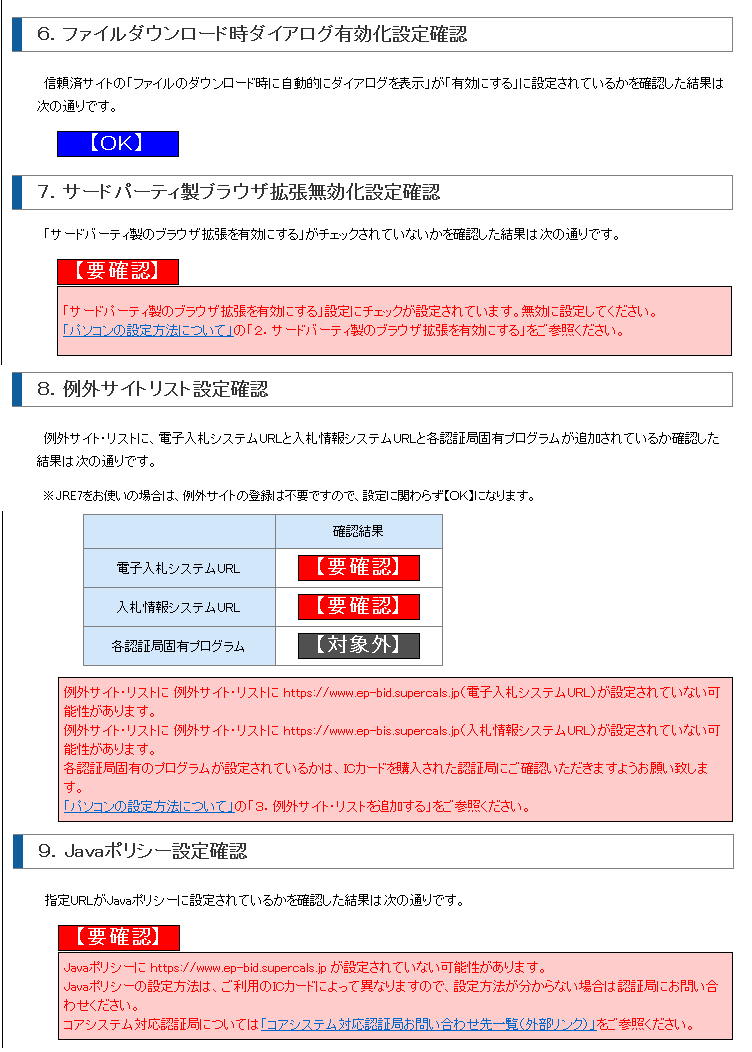 6. ファイルダウンロード時ダイアログ有効化設定確認
信頼済サイトの「ファイルのダウンロード時に自動的にダイアログを表示」が「有効にする」に設定されているかを確認した結果は
次の通りです。
【OK】
7. サードパーティ製ブラウザ拡張無効化設定確認
「サードパーティ製のブラウザ拡張を有効にする」がチェックされていないかを確認した結果は次の通りです。
【要確認】
「サードパーティ製のブラウザ拡張を有効にする」設定にチェックが設定されています。無効に設定してください。
「パソコンの設定方法について」の「2. サードパーティ製のブラウザ拡張を有効にする」をご参照ください。
8. 例外サイトリスト設定確認
例外サイト・リストに、電子入札システムURLと入札情報システムURLと各認証局固有プログラムが追加されているか確認した
結果は次の通りです。
※JRE7をお使いの場合は、例外サイトの登録は不要ですので、設定に関わらず【OK】になります。
確認結果
電子入札システムURL 【要確認】
入札情報システムURL 【要確認】
各認証局固有プログラム 【対象外】
例外サイト・リストに 例外サイト・リストに https://www.ep-bid.supercals.jp(電子入札システムURL)が設定されていない可
能性があります。
例外サイト・リストに 例外サイト・リストに https://www.ep-bis.supercals.jp(入札情報システムURL)が設定されていない可
能性があります。
各認証局固有のプログラムが設定されているかは、ICカードを購入された認証局にご確認いただきますようお願い致しま
す。
「パソコンの設定方法について」の「3. 例外サイト・リストを追加する」をご参照ください。
9. Javaポリシー設定確認
指定URLがJavaポリシーに設定されているかを確認した結果は次の通りです。
【要確認】
Javaポリシーに https://www.ep-bid.supercals.jp が設定されていない可能性があります。
Javaポリシーの設定方法は、ご利用のICカードによって異なりますので、設定方法が分からない場合は認証局にお問い合
わせください。
コアシステム対応認証局については「コアシステム対応認証局お問い合わせ先一覧(外部リンク)」をご参照ください。